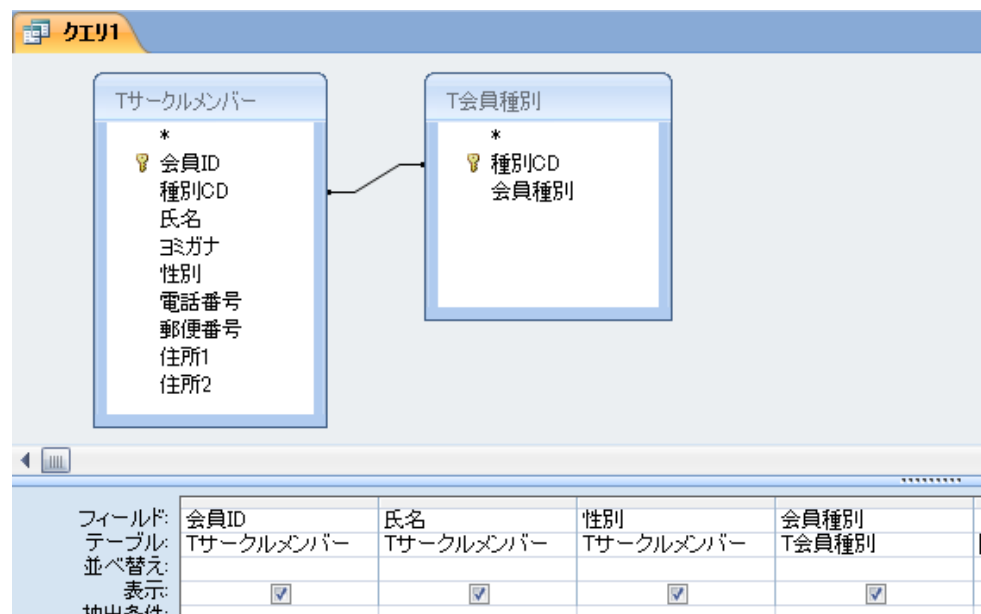 クエリ1
Tサークルメンバー
*
会員ID
種別CD
氏名
ヨミガナ
性別
電話番号
郵便番号
住所1
住所2
T会員種別
*
種別CD
会員種別
フィールド: 会員ID 氏名 性別 会員種別
テーブル: Tサークルメンバー Tサークルメンバー Tサークルメンバー T会員種別
並べ替え:
表示:
抽出条件: